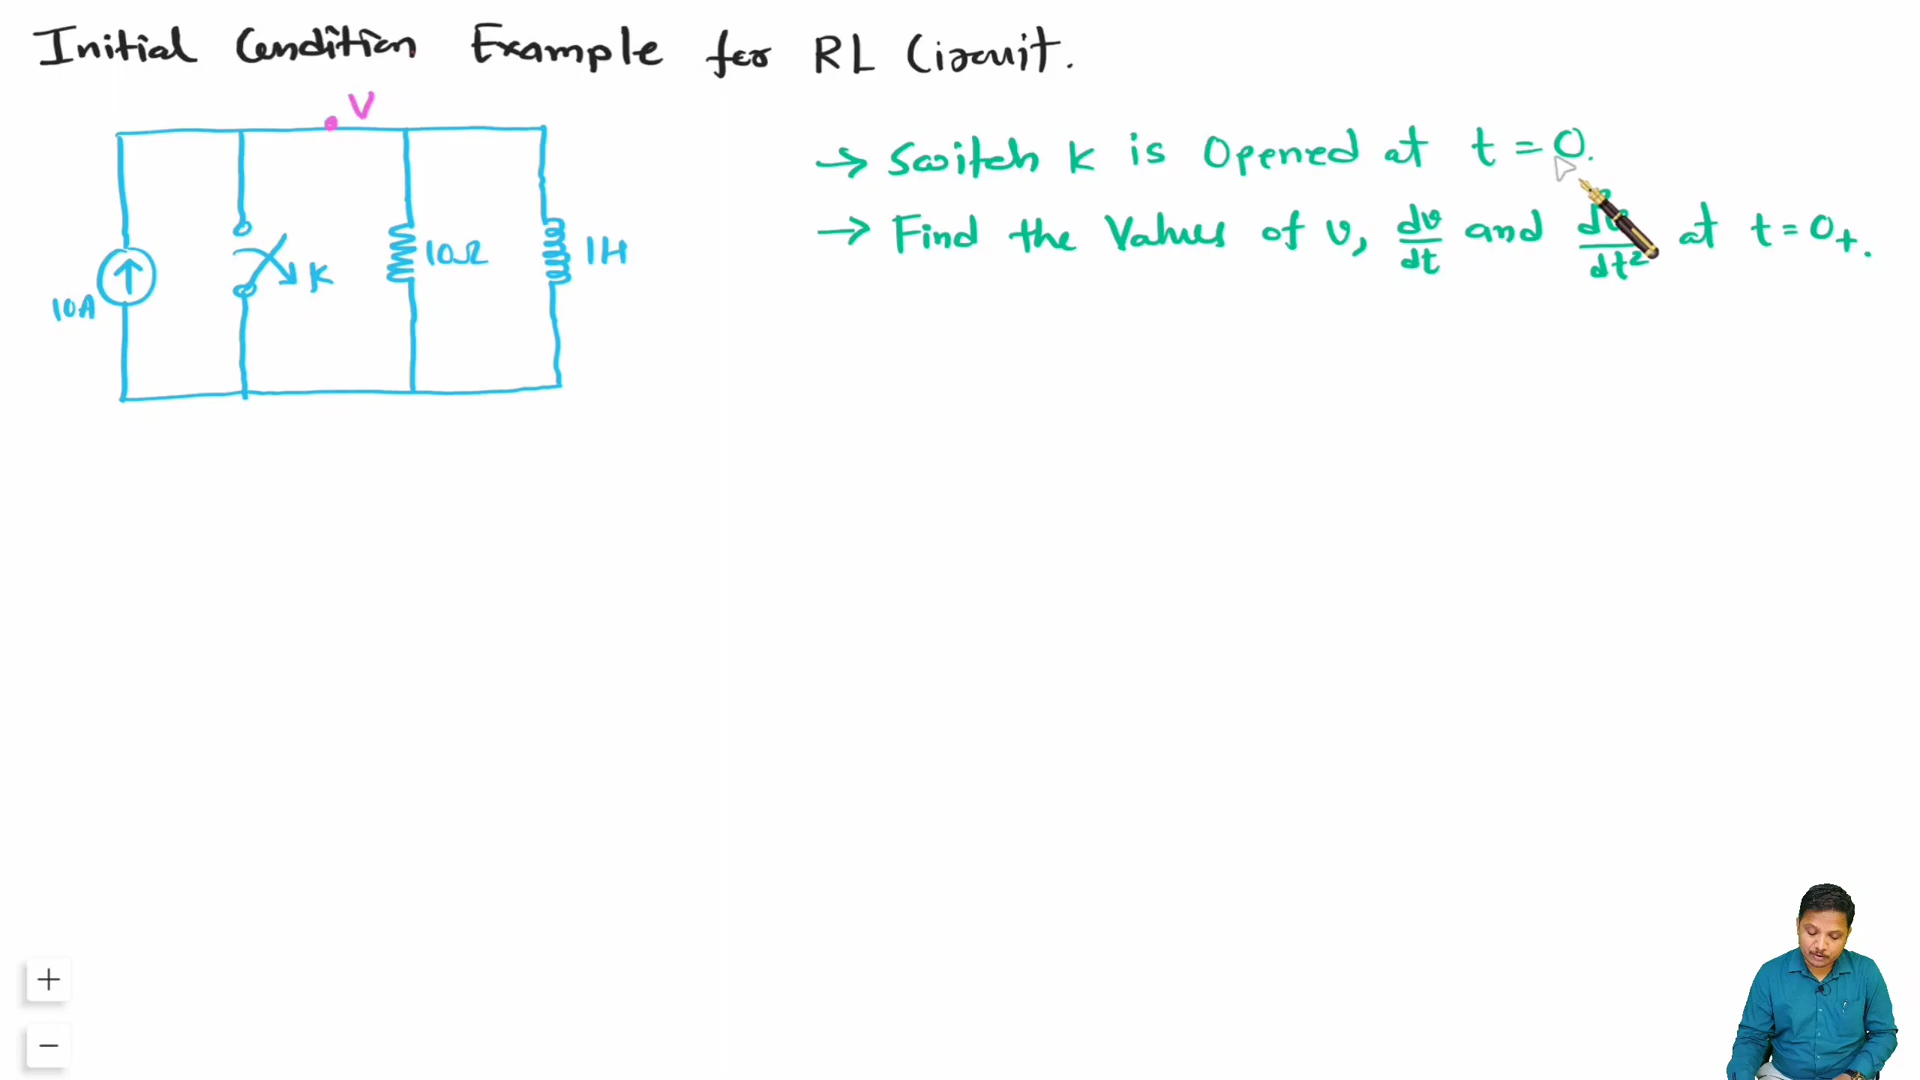 Initial Condition Example for RL Circuit.
V
→ Switch K is Opened at t = 0.
→ Find the Values of v, dv/dt and d²v/dt² at t = 0+.
10Ω
1H
K
10A
+
−